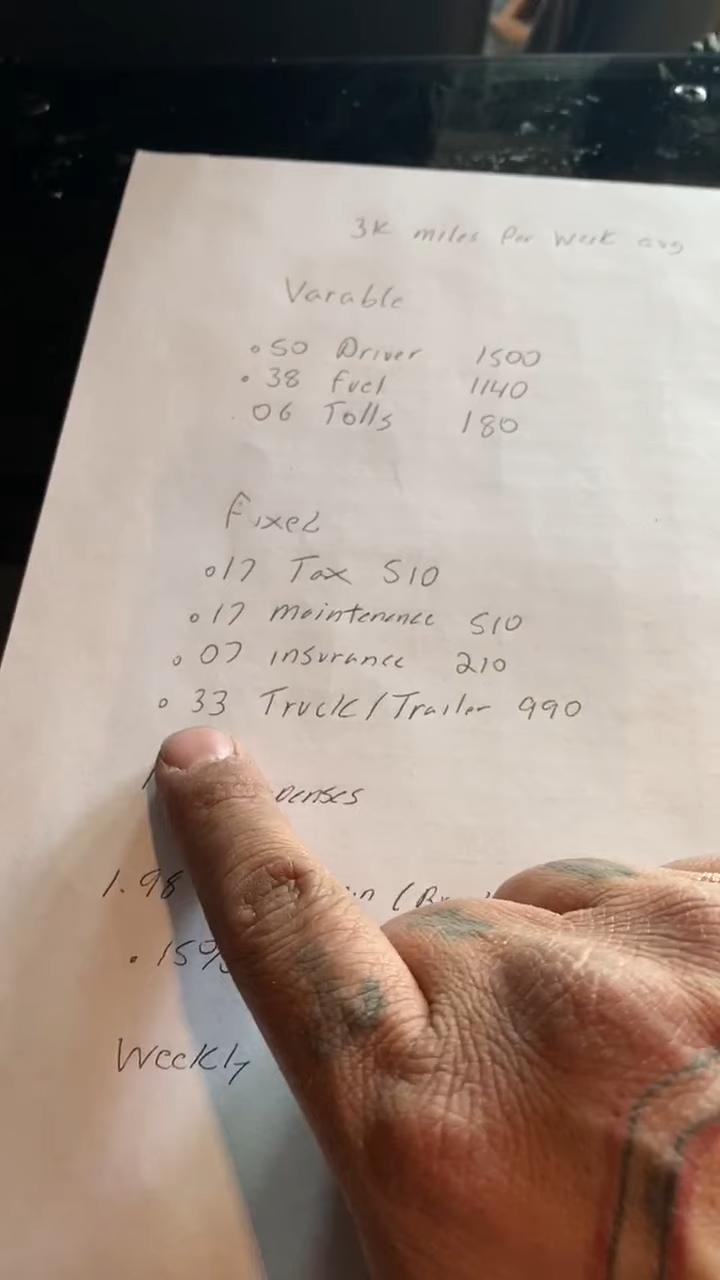 3K miles Per Week avg
Varable
.50 Driver 1500
.38 Fuel 1140
.06 Tolls 180
Fixed
.17 Tax 510
.17 maintenance 510
.07 insurance 210
.33 Truck/Trailer 990
1.98
.15%
Weekly